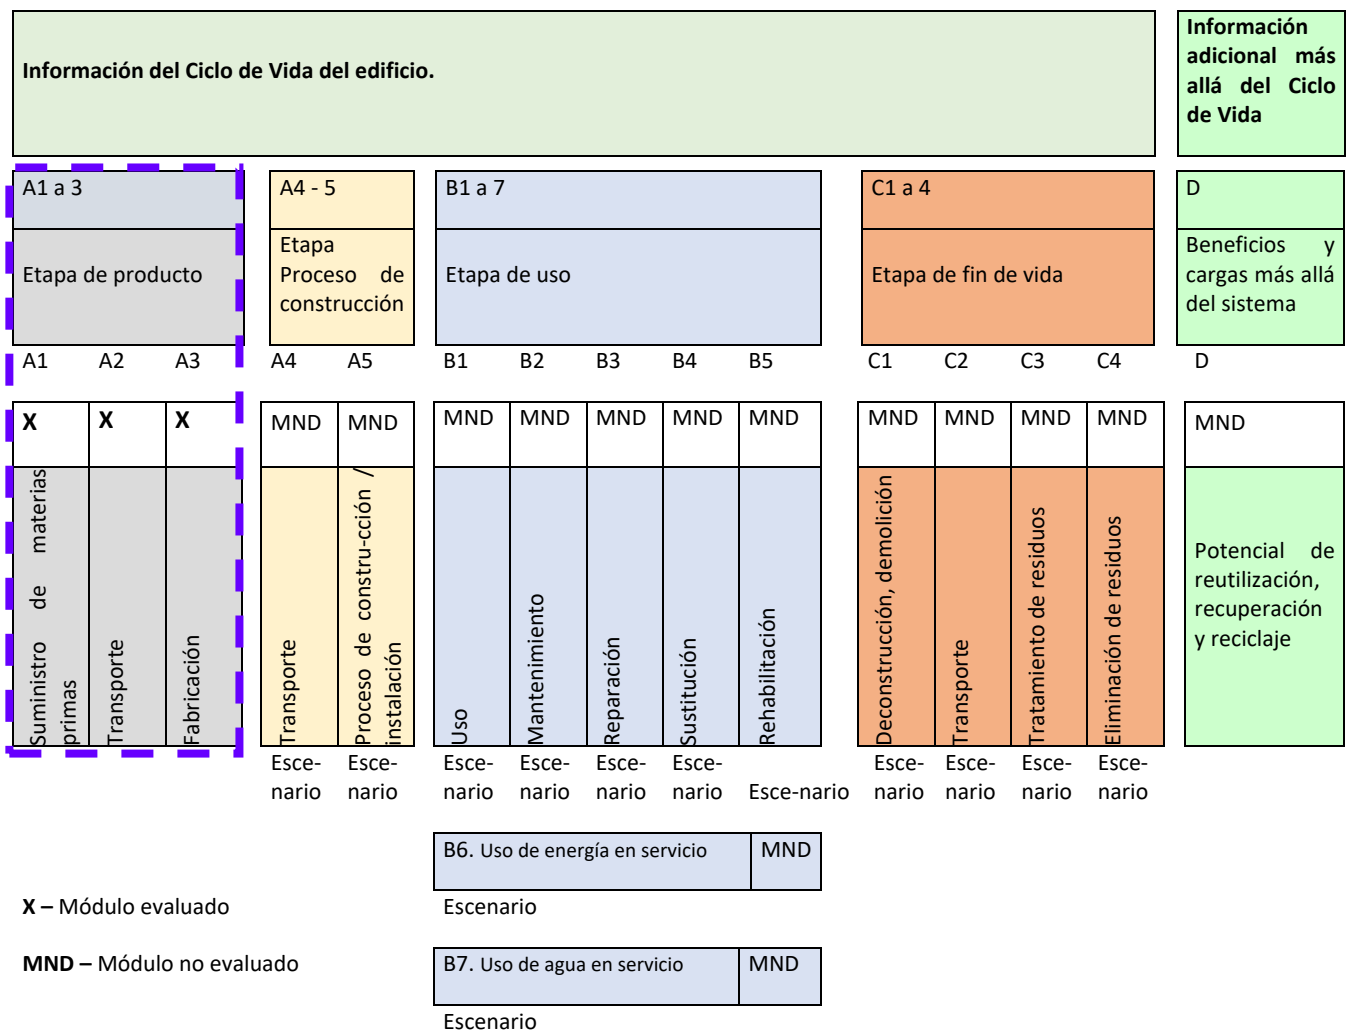 Información del Ciclo de Vida del edificio.
Información
adicional más
allá del Ciclo
de Vida
A1 a 3
A4 - 5
B1 a 7
C1 a 4
D
Etapa de producto
Etapa
Proceso de
construcción
Etapa de uso
Etapa de fin de vida
Beneficios y
cargas más allá
del sistema
A1 A2 A3 A4 A5 B1 B2 B3 B4 B5 C1 C2 C3 C4 D
X X X MND MND MND MND MND MND MND MND MND MND MND MND
Suministro de materias
primas
Transporte
Fabricación
Transporte
Proceso de constru-cción /
instalación
Uso
Mantenimiento
Reparación
Sustitución
Rehabilitación
Deconstrucción, demolición
Transporte
Tratamiento de residuos
Eliminación de residuos
Potencial de
reutilización,
recuperación
y reciclaje
Esce- Esce- Esce- Esce- Esce- Esce- Esce- Esce- Esce- Esce-
nario nario nario nario nario nario Esce-nario nario nario nario nario
B6. Uso de energía en servicio MND
X – Módulo evaluado
Escenario
MND – Módulo no evaluado
B7. Uso de agua en servicio MND
Escenario